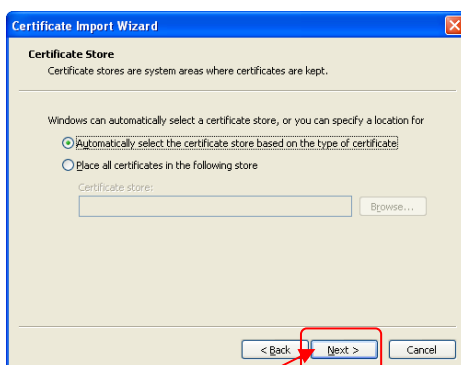 Certificate Import Wizard
Certificate Store
Certificate stores are system areas where certificates are kept.
Windows can automatically select a certificate store, or you can specify a location for
Automatically select the certificate store based on the type of certificate
Place all certificates in the following store
Certificate store:
Browse...
< Back
Next >
Cancel